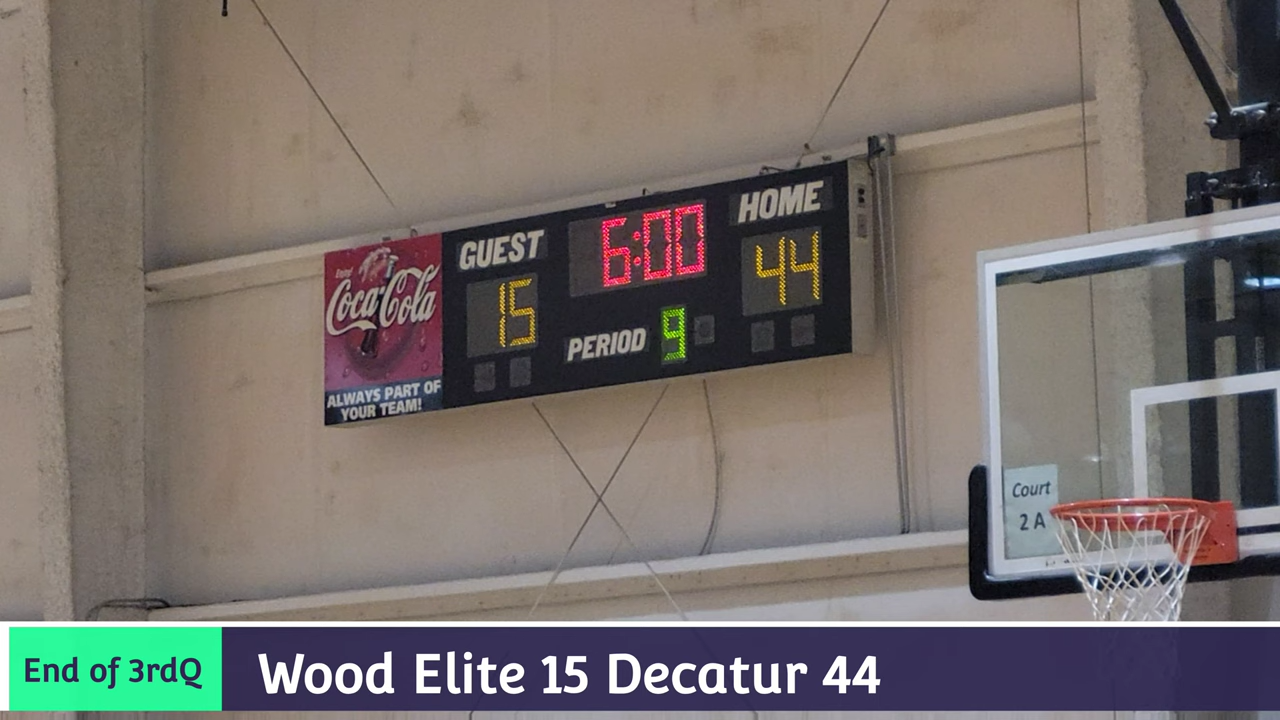 GUEST
6:00
HOME
15
44
PERIOD 9
Enjoy
Coca-Cola
ALWAYS PART OF
YOUR TEAM!
Court
2 A
End of 3rdQ
Wood Elite 15 Decatur 44